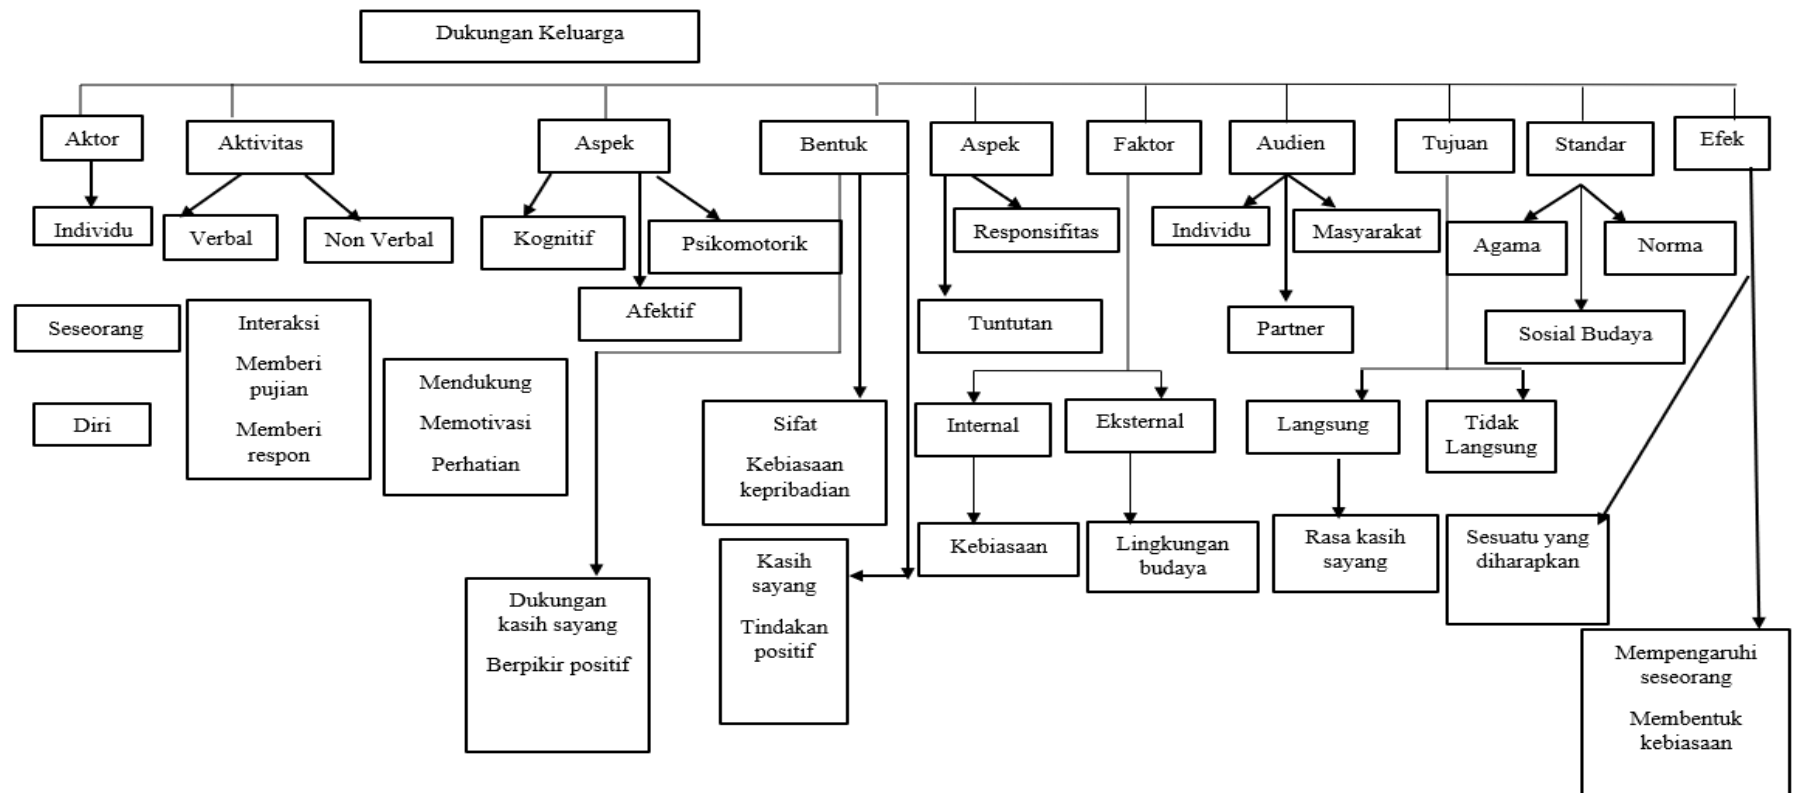 Dukungan Keluarga
Aktor
Aktivitas
Aspek
Bentuk
Aspek
Faktor
Audien
Tujuan
Standar
Efek
Individu
Verbal
Non Verbal
Kognitif
Psikomotorik
Afektif
Responsifitas
Tuntutan
Individu
Masyarakat
Partner
Agama
Norma
Sosial Budaya
Seseorang
Diri
Interaksi
Memberi
pujian
Memberi
respon
Mendukung
Memotivasi
Perhatian
Sifat
Kebiasaan
kepribadian
Internal
Eksternal
Langsung
Tidak
Langsung
Kebiasaan
Lingkungan
budaya
Rasa kasih
sayang
Sesuatu yang
diharapkan
Dukungan
kasih sayang
Berpikir positif
Kasih
sayang
Tindakan
positif
Mempengaruhi
seseorang
Membentuk
kebiasaan